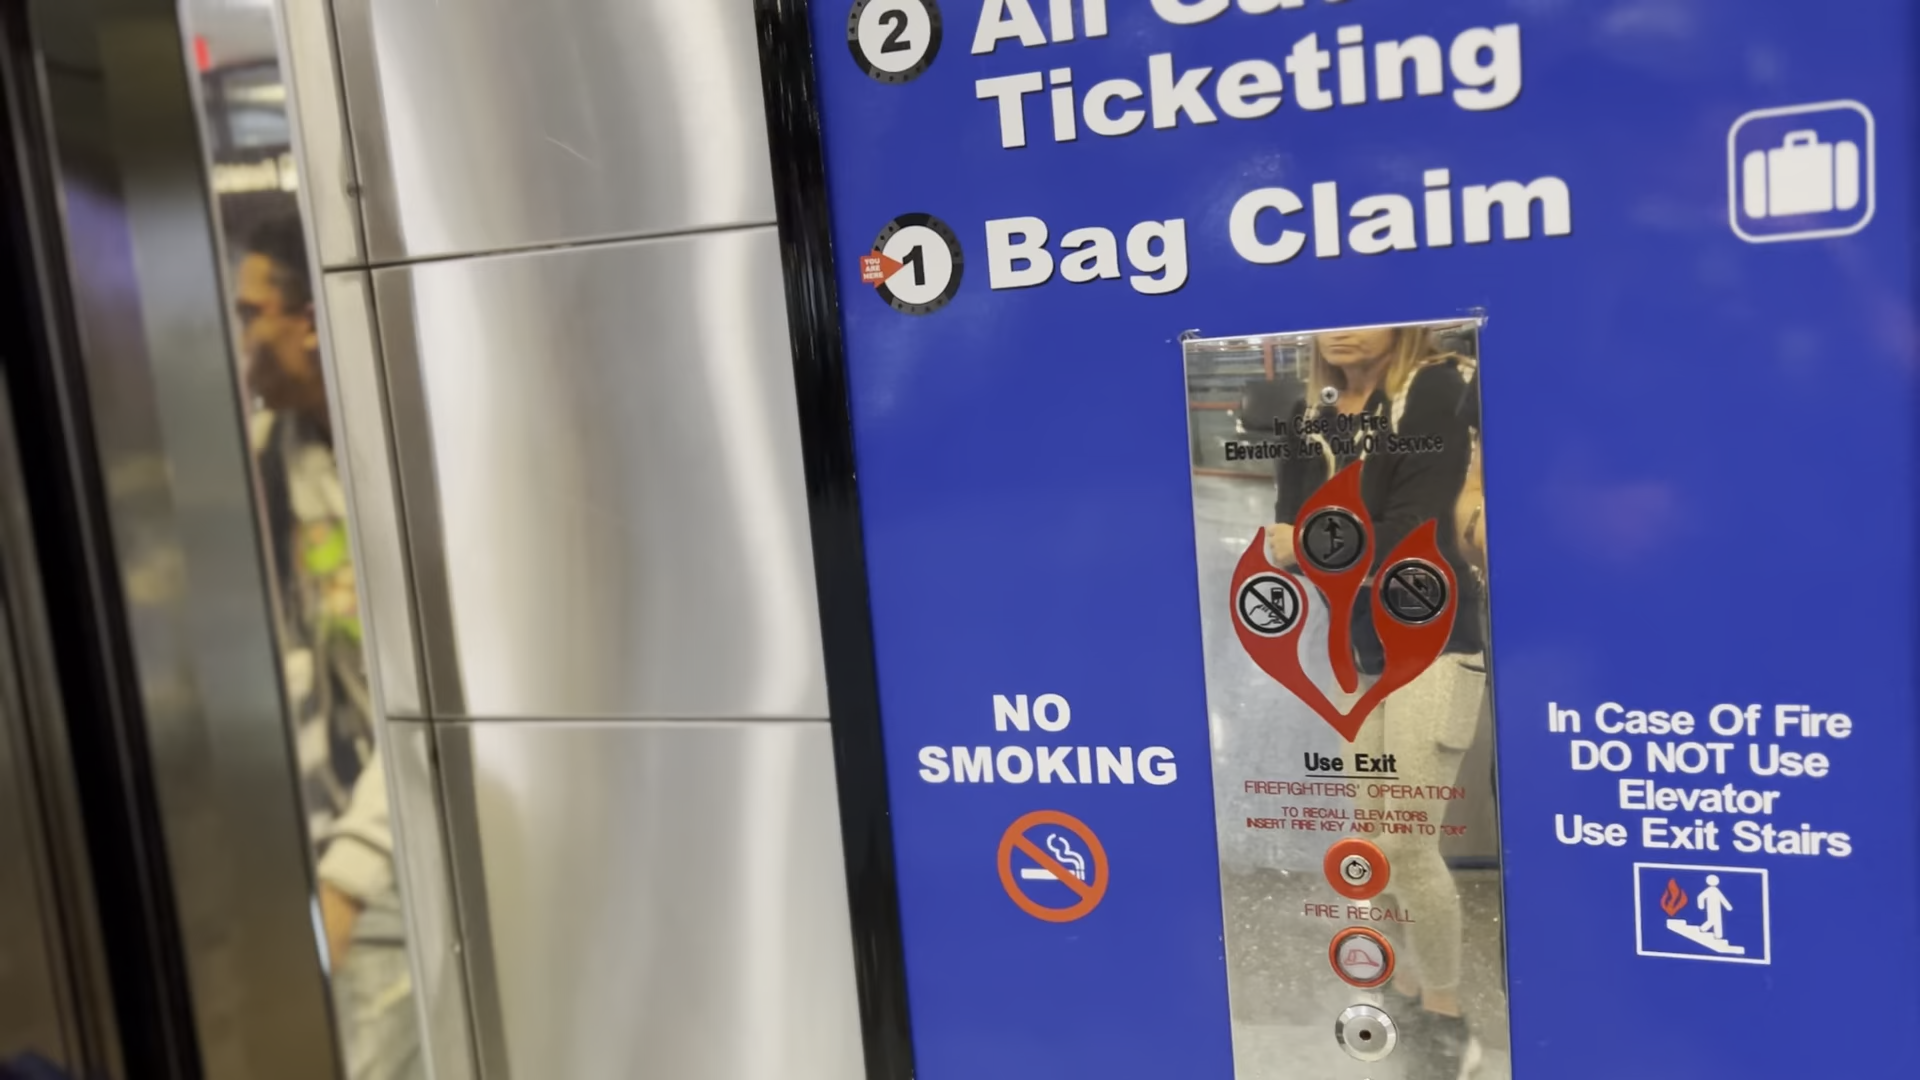 2 All
Ticketing
YOU
ARE
HERE
1 Bag Claim
In Case Of Fire
Elevators Are Out Of Service
Use Exit
FIREFIGHTERS' OPERATION
TO RECALL ELEVATORS
INSERT FIRE KEY AND TURN TO "ON"
FIRE RECALL
NO
SMOKING
In Case Of Fire
DO NOT Use
Elevator
Use Exit Stairs